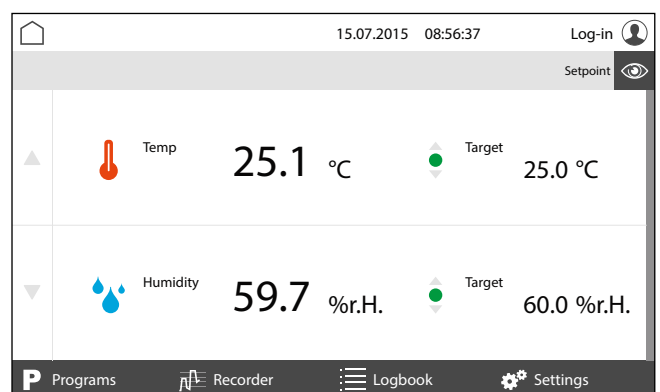 15.07.2015 08:56:37 Log-in
Setpoint
Temp 25.1 °C Target 25.0 °C
Humidity 59.7 %r.H. Target 60.0 %r.H.
P Programs Recorder Logbook Settings